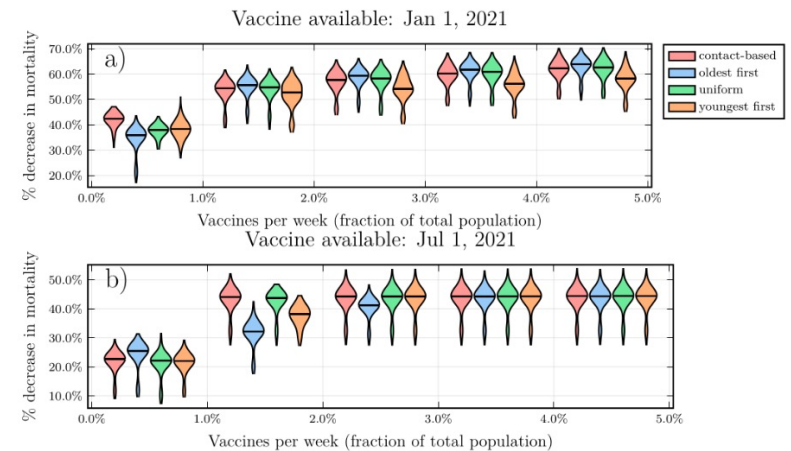 Vaccine available: Jan 1, 2021
a)
% decrease in mortality
70.0%
60.0%
50.0%
40.0%
30.0%
20.0%
0.0% 1.0% 2.0% 3.0% 4.0% 5.0%
Vaccines per week (fraction of total population)
contact-based
oldest first
uniform
youngest first
Vaccine available: Jul 1, 2021
b)
% decrease in mortality
50.0%
40.0%
30.0%
20.0%
10.0%
0.0% 1.0% 2.0% 3.0% 4.0% 5.0%
Vaccines per week (fraction of total population)